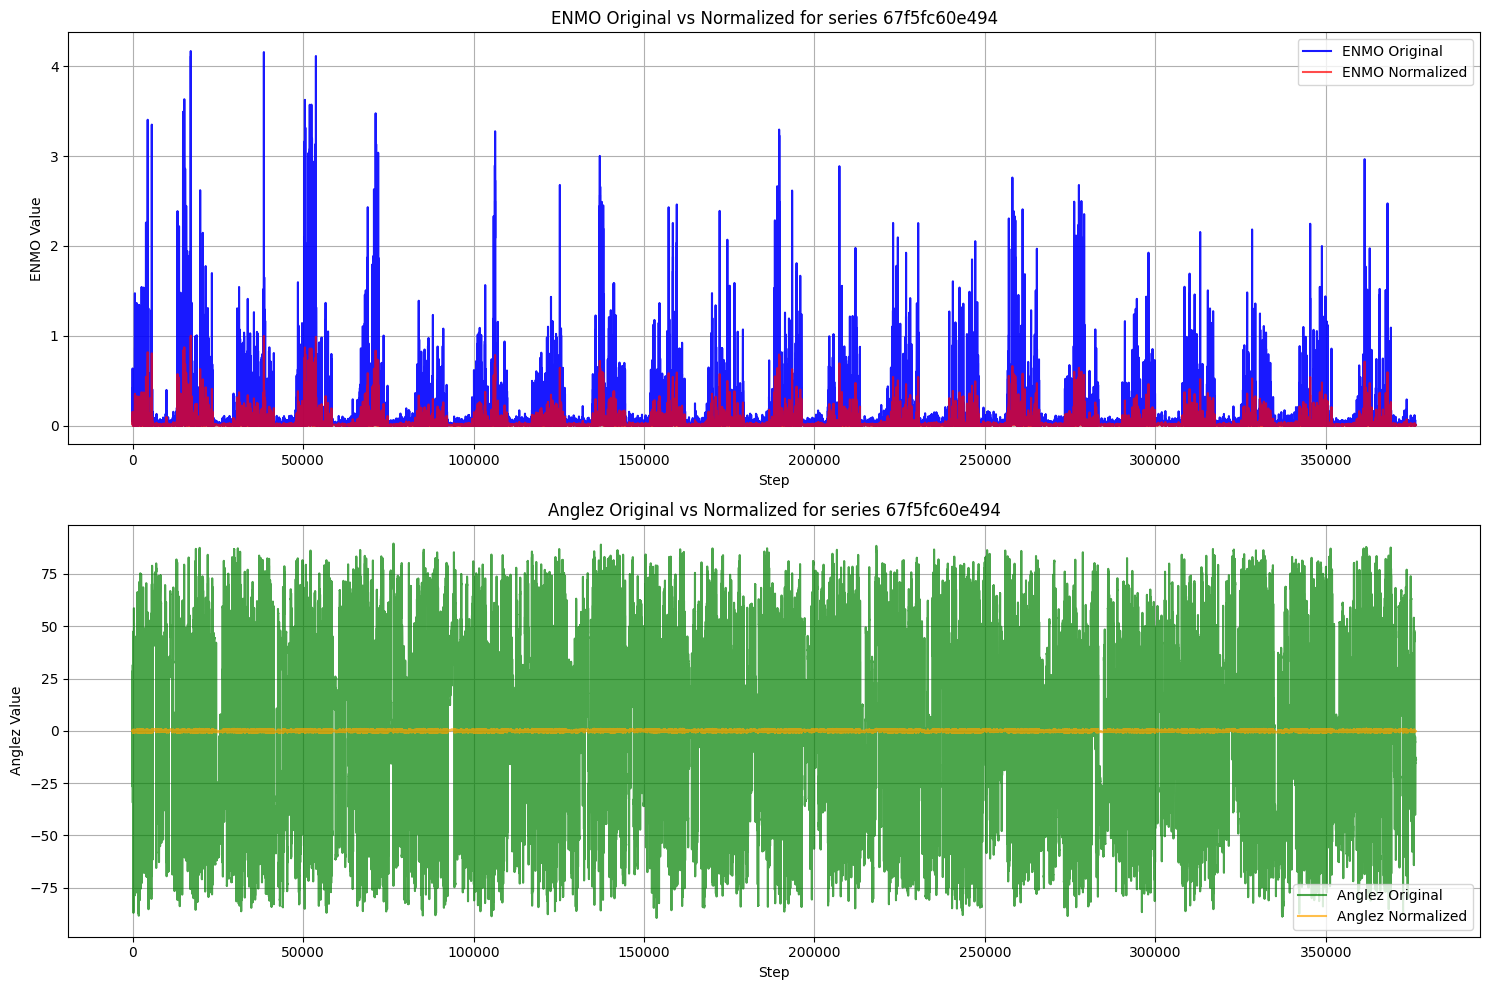 ENMO Original vs Normalized for series 67f5fc60e494
ENMO Original
ENMO Normalized
ENMO Value
4
3
2
1
0
0 50000 100000 150000 200000 250000 300000 350000
Step
Anglez Original vs Normalized for series 67f5fc60e494
Anglez Value
75
50
25
0
−25
−50
−75
Anglez Original
Anglez Normalized
0 50000 100000 150000 200000 250000 300000 350000
Step